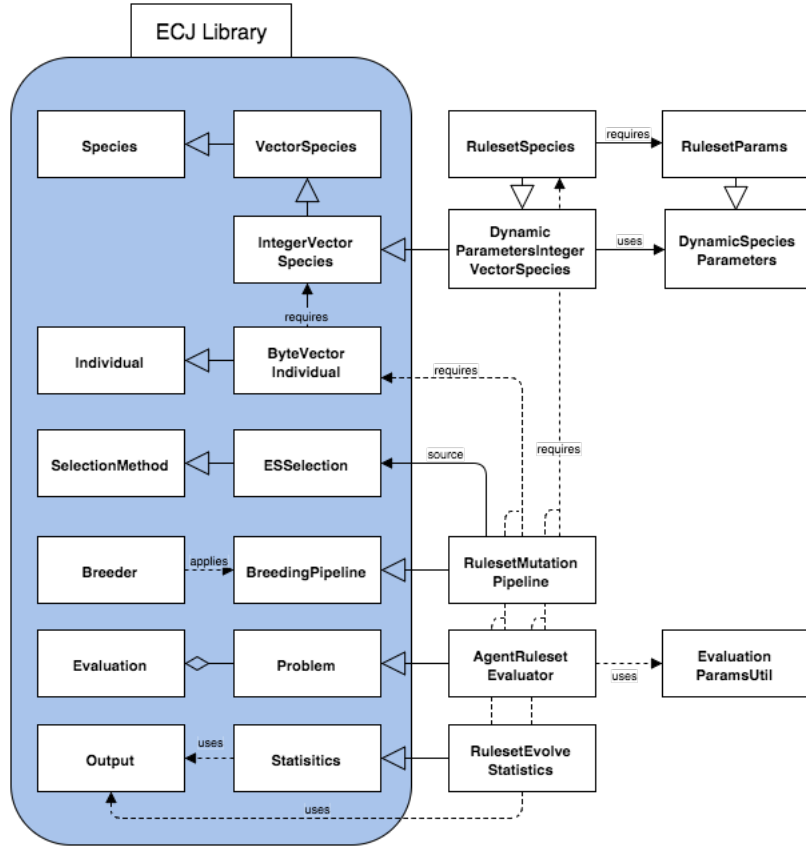 ECJ Library
Species
VectorSpecies
RulesetSpecies
requires
RulesetParams
IntegerVector
Species
Dynamic
ParametersInteger
VectorSpecies
uses
DynamicSpecies
Parameters
requires
Individual
ByteVector
Individual
requires
SelectionMethod
ESSelection
source
requires
Breeder
applies
BreedingPipeline
RulesetMutation
Pipeline
Evaluation
Problem
AgentRuleset
Evaluator
uses
Evaluation
ParamsUtil
Output
uses
Statisitics
RulesetEvolve
Statistics
uses